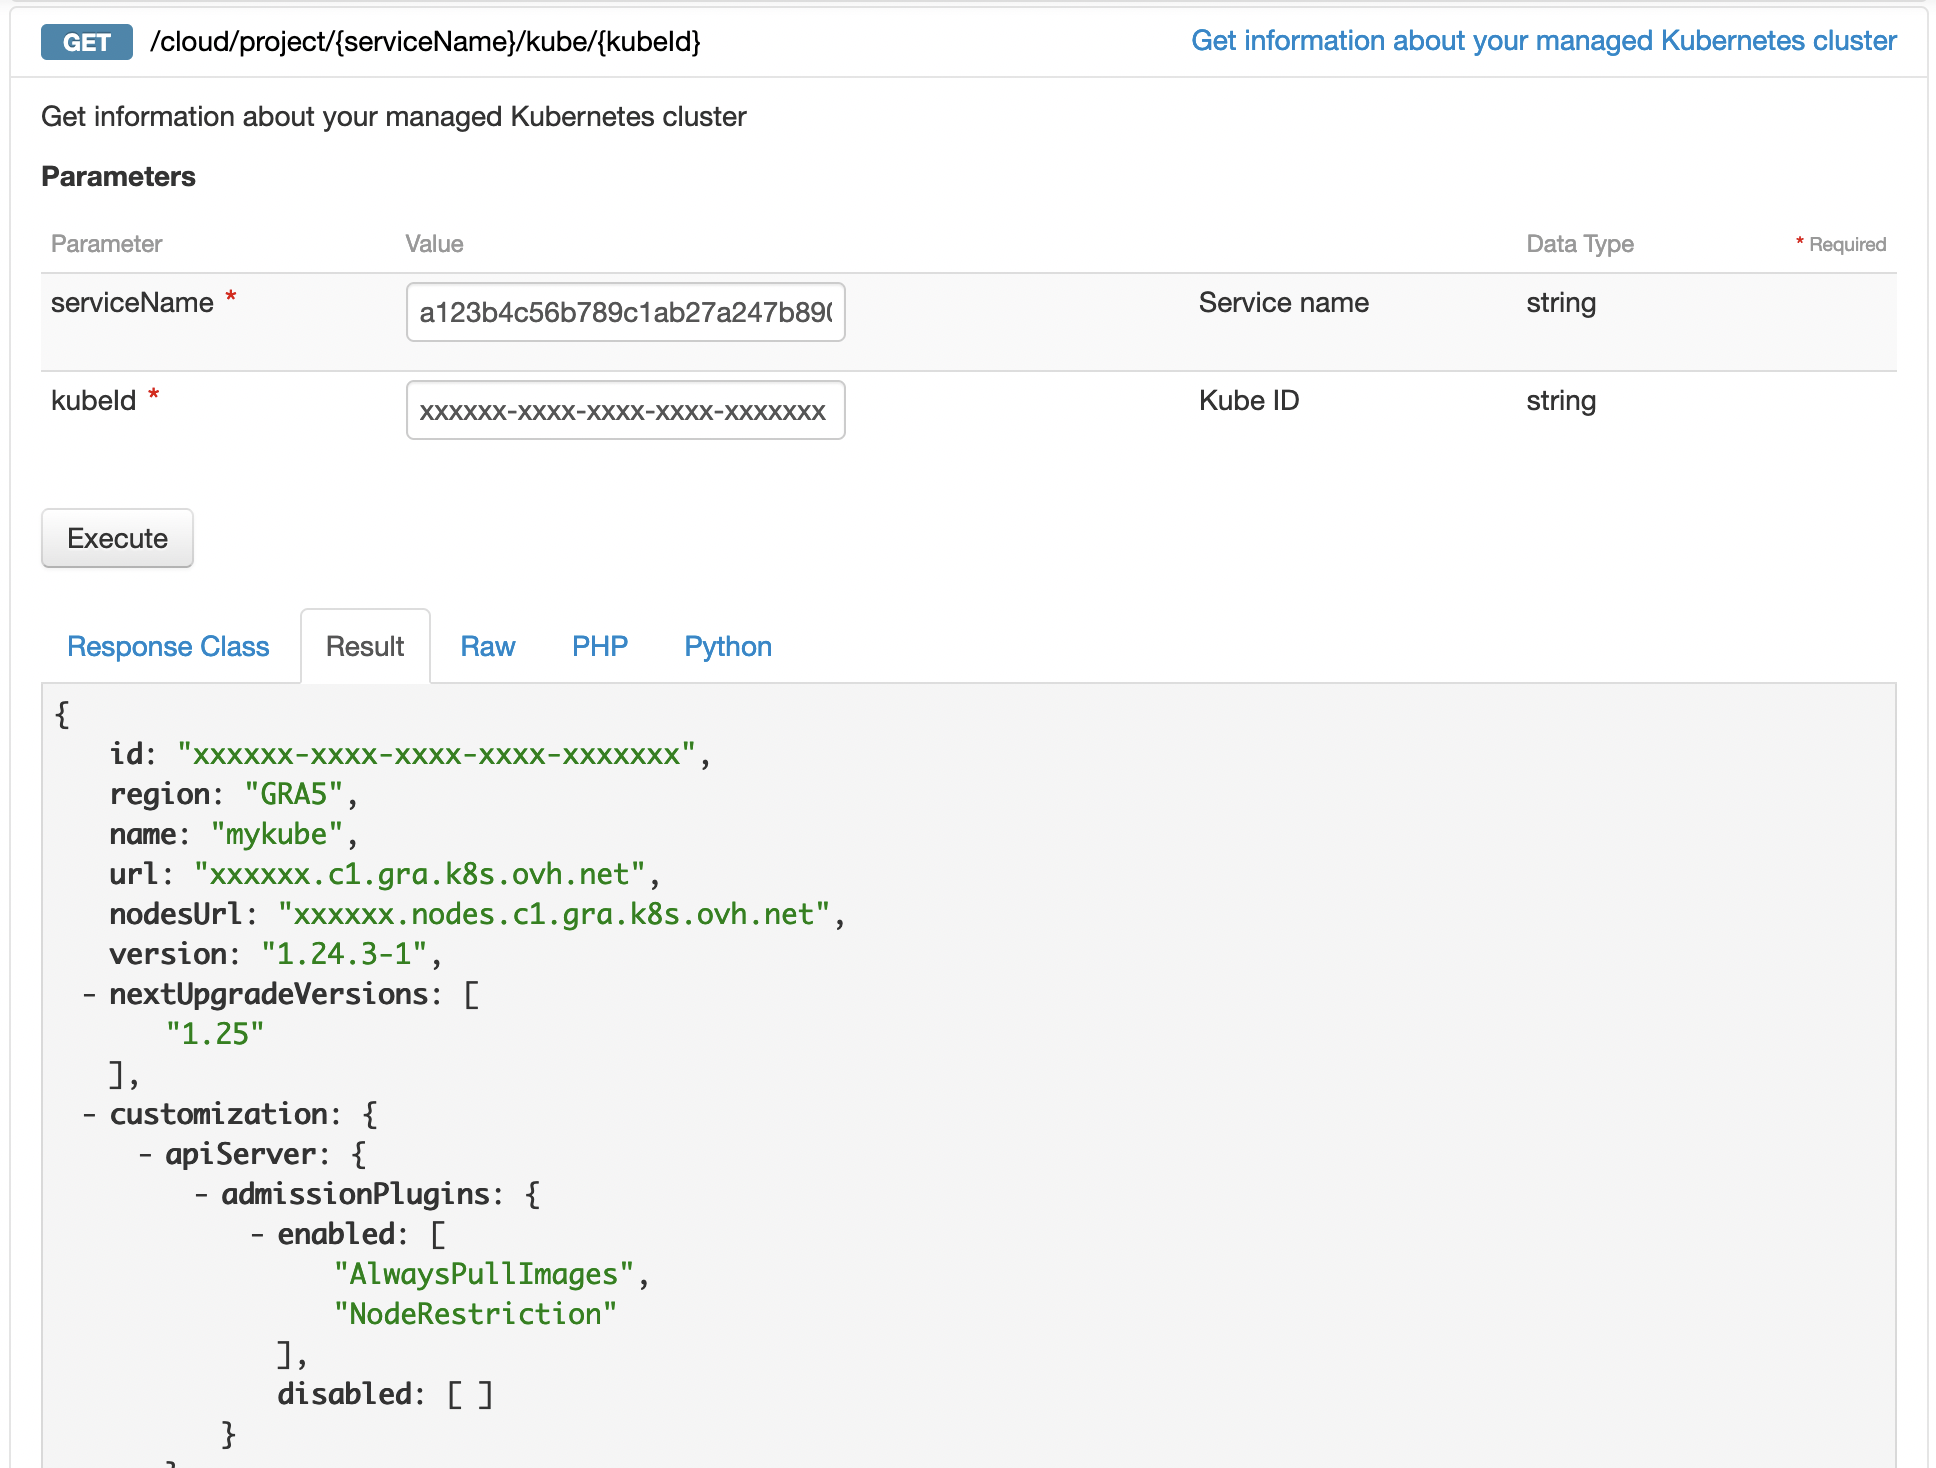 GET /cloud/project/{serviceName}/kube/{kubeId} Get information about your managed Kubernetes cluster
Get information about your managed Kubernetes cluster
Parameters
Parameter Value Data Type * Required
serviceName * a123b4c56b789c1ab27a247b890 Service name string
kubeId * xxxxxx-xxxx-xxxx-xxxx-xxxxxxx Kube ID string
Execute
Response Class Result Raw PHP Python
{
id: "xxxxxx-xxxx-xxxx-xxxx-xxxxxxx",
region: "GRA5",
name: "mykube",
url: "xxxxxx.c1.gra.k8s.ovh.net",
nodesUrl: "xxxxxx.nodes.c1.gra.k8s.ovh.net",
version: "1.24.3-1",
- nextUpgradeVersions: [
"1.25"
],
- customization: {
- apiServer: {
- admissionPlugins: {
- enabled: [
"AlwaysPullImages",
"NodeRestriction"
],
disabled: [ ]
}